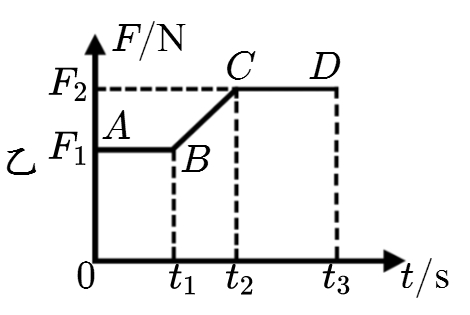 F/N
F₂
C D
A
F₁
B
乙
0 t₁ t₂ t₃ t/s